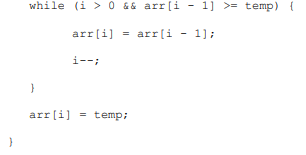 while (i > 0 && arr[i - 1] >= temp) {
arr[i] = arr[i - 1];
i--;
}
arr[i] = temp;
}